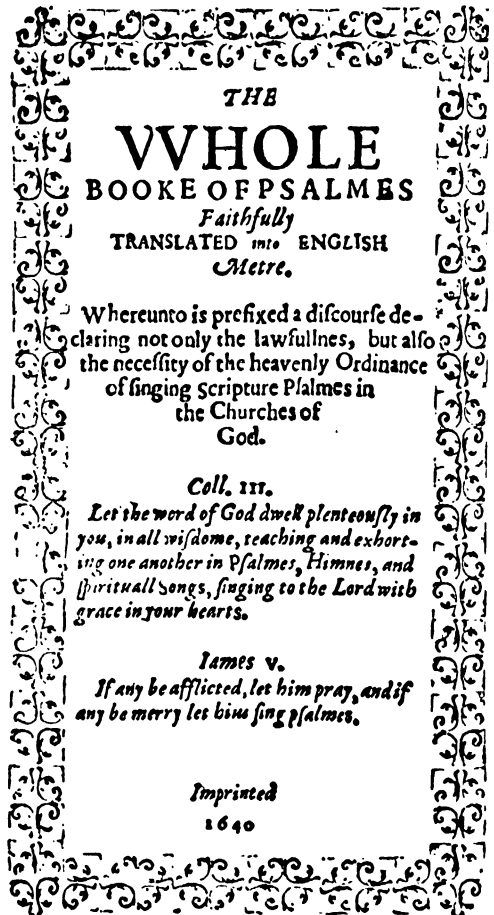 THE
VVHOLE
BOOKE OF PSALMES
Faithfully
TRANSLATED into ENGLISH
Metre.
Whereunto is prefixed a diſcourſe de-
claring not only the lawfullnes, but alſo
the neceſſity of the heavenly Ordinance
of ſinging Scripture Pſalmes in
the Churches of
God.
Coll. III.
Let the word of God dwell plenteouſly in
you, in all wiſdome, teaching and exhort-
ing one another in Pſalmes, Himnes, and
ſpirituall Songs, ſinging to the Lord with
grace in your hearts.
Iames V.
If any be afflicted, let him pray, and if
any be merry let him ſing pſalmes.
Imprinted
1640